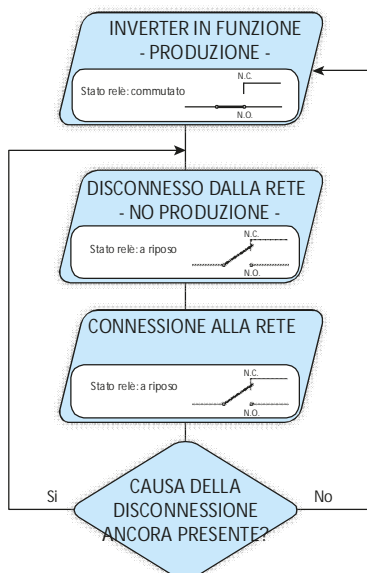 INVERTER IN FUNZIONE
- PRODUZIONE -
N.C.
Stato relè: commutato
N.O.
DISCONNESSO DALLA RETE
- NO PRODUZIONE -
N.C.
Stato relè: a riposo
N.O.
CONNESSIONE ALLA RETE
N.C.
Stato relè: a riposo
N.O.
Si
CAUSA DELLA
DISCONNESSIONE
ANCORA PRESENTE?
No